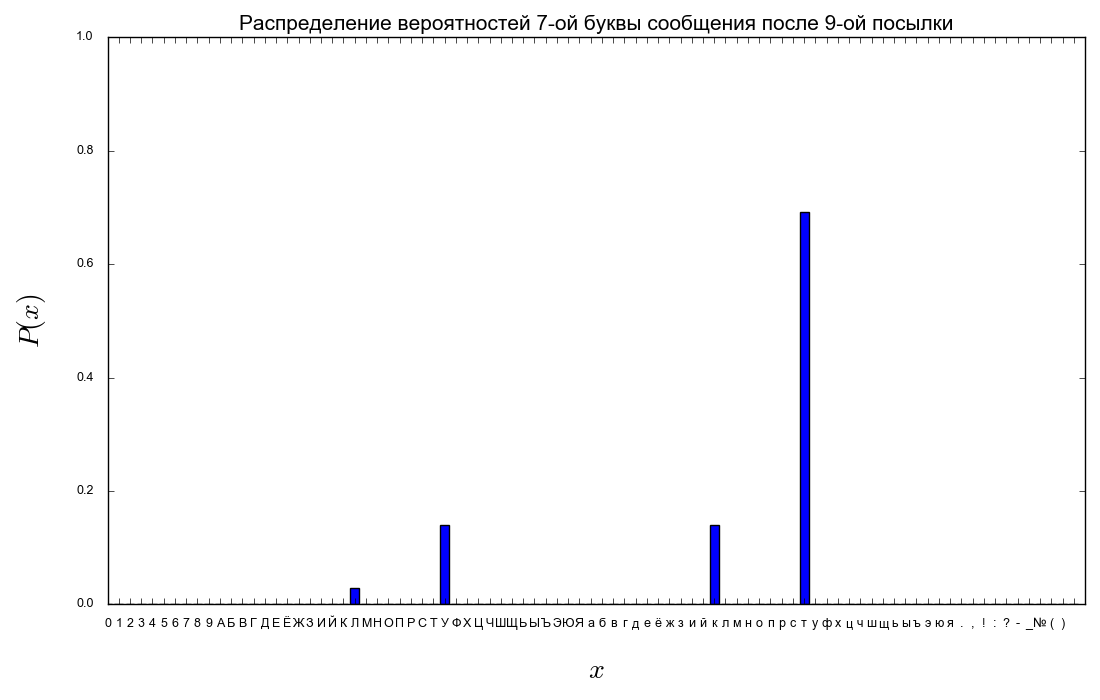 Распределение вероятностей 7-ой буквы сообщения после 9-ой посылки
1.0
0.8
0.6
0.4
0.2
0.0
P(x)
0 1 2 3 4 5 6 7 8 9 А Б В Г Д Е Ё Ж З И Й К Л М Н О П Р С Т У Ф Х Ц Ч Ш Щ Ь Ы Ъ Э Ю Я а б в г д е ё ж з и й к л м н о п р с т у ф х ц ч ш щ ь ы ъ э ю я . , ! : ? - _ № ( )
x